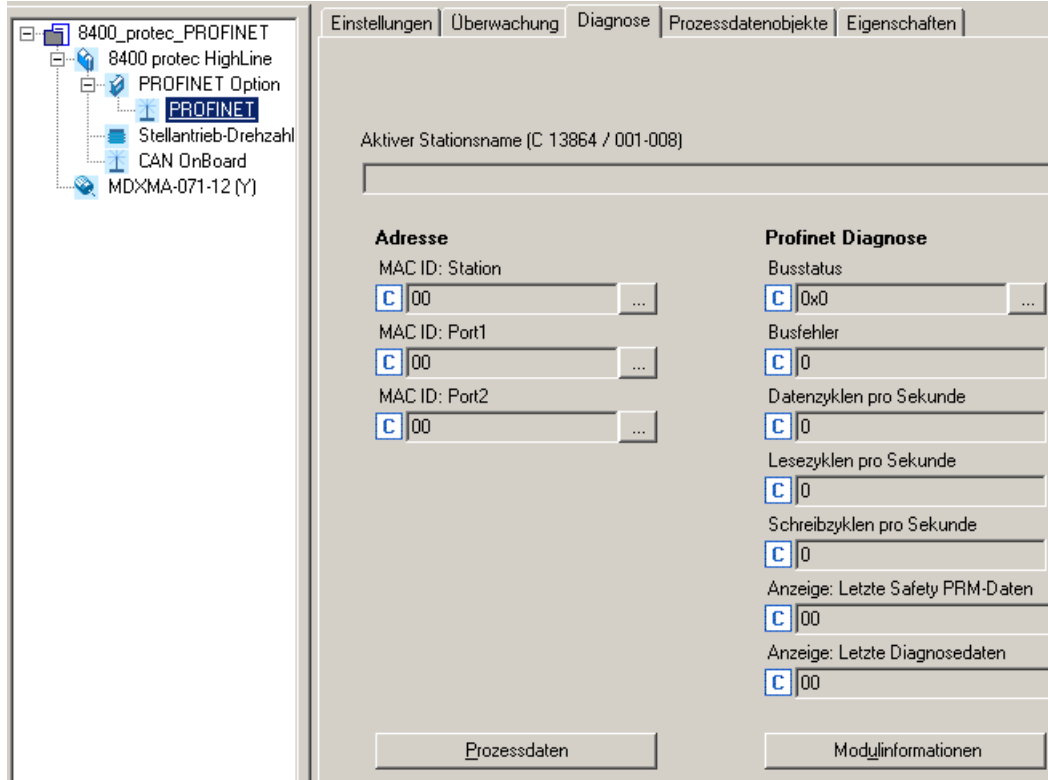 8400_protec_PROFINET
8400 protec HighLine
PROFINET Option
PROFINET
Stellantrieb-Drehzahl
CAN OnBoard
MDXMA-071-12 (Y)
Einstellungen Überwachung Diagnose Prozessdatenobjekte Eigenschaften
Aktiver Stationsname (C 13864 / 001-008)
Adresse
MAC ID: Station
C 00 ...
MAC ID: Port1
C 00 ...
MAC ID: Port2
C 00 ...
Prozessdaten
Profinet Diagnose
Busstatus
C 0x0 ...
Busfehler
C 0
Datenzyklen pro Sekunde
C 0
Lesezyklen pro Sekunde
C 0
Schreibzyklen pro Sekunde
C 0
Anzeige: Letzte Safety PRM-Daten
C 00
Anzeige: Letzte Diagnosedaten
C 00
Modulinformationen